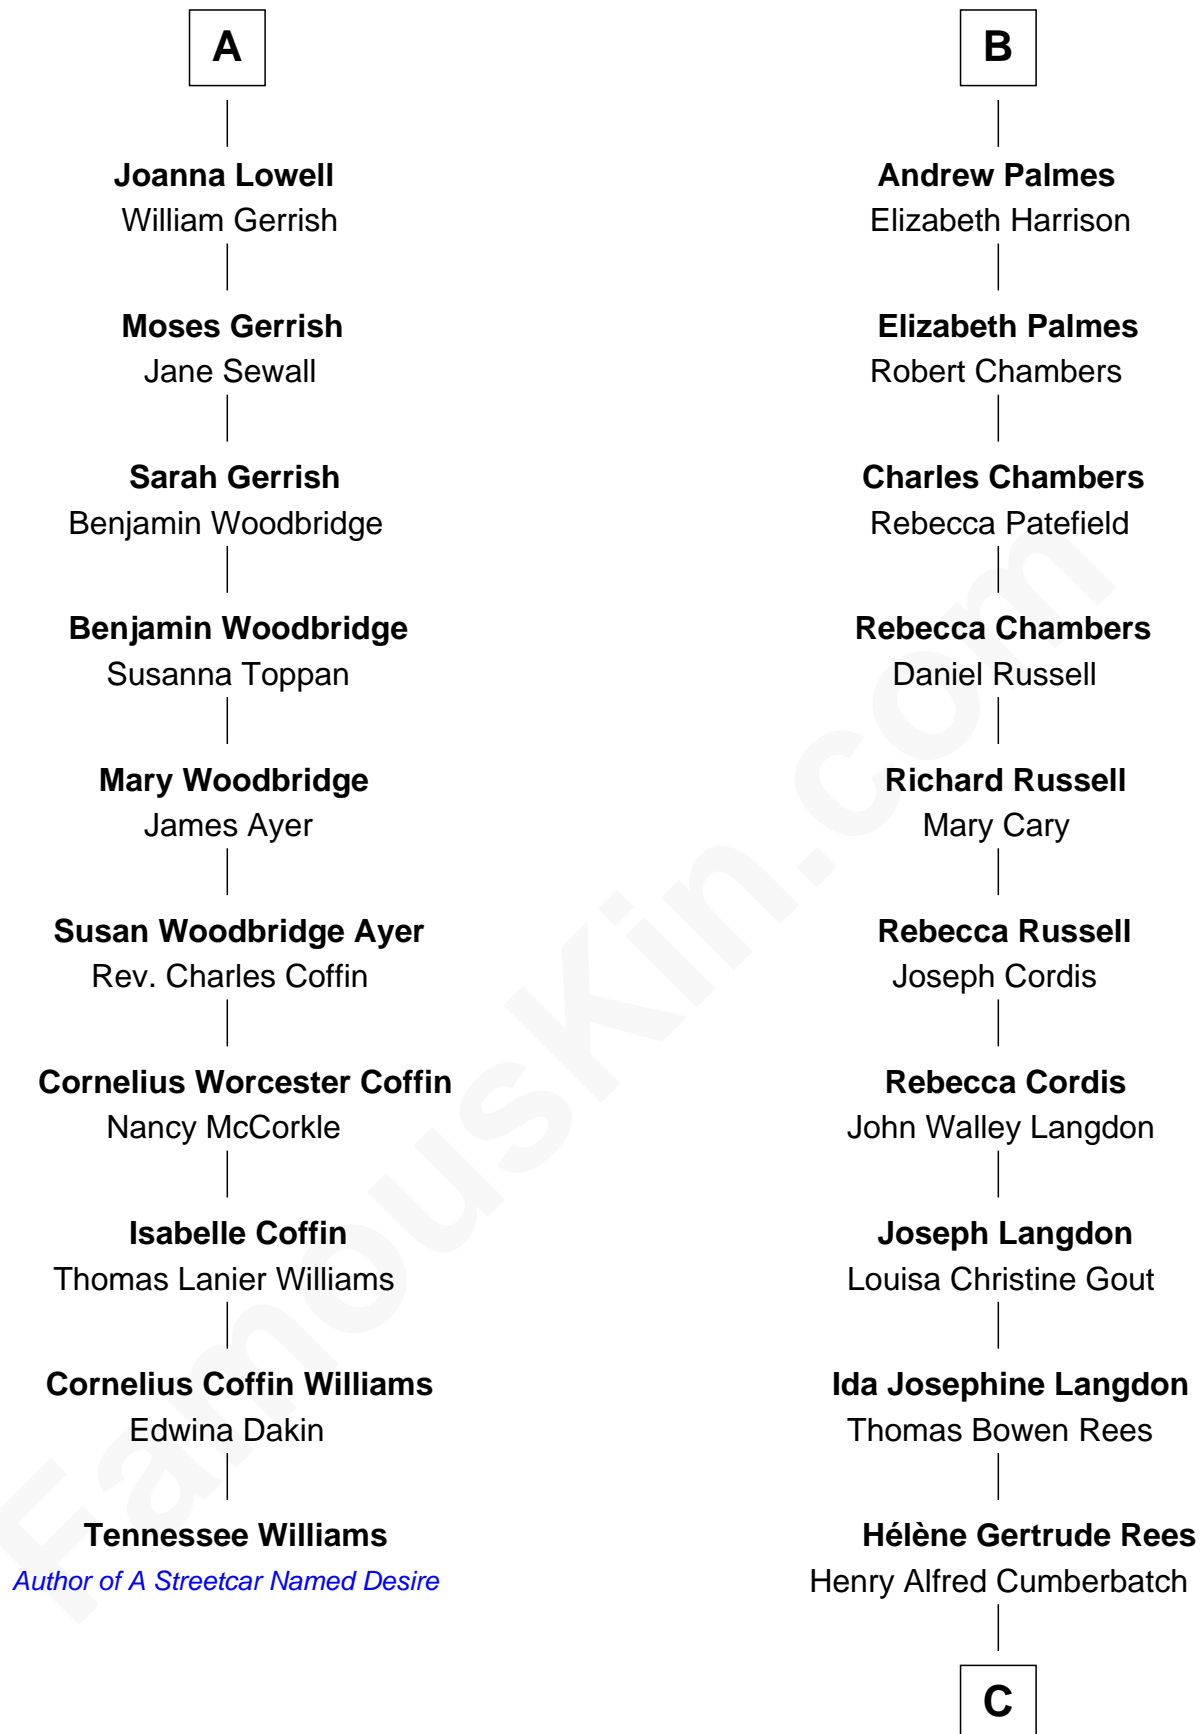 A
Joanna Lowell
William Gerrish
Moses Gerrish
Jane Sewall
Sarah Gerrish
Benjamin Woodbridge
Benjamin Woodbridge
Susanna Toppan
Mary Woodbridge
James Ayer
Susan Woodbridge Ayer
Rev. Charles Coffin
Cornelius Worcester Coffin
Nancy McCorkle
Isabelle Coffin
Thomas Lanier Williams
Cornelius Coffin Williams
Edwina Dakin
Tennessee Williams
Author of A Streetcar Named Desire
B
Andrew Palmes
Elizabeth Harrison
Elizabeth Palmes
Robert Chambers
Charles Chambers
Rebecca Patefield
Rebecca Chambers
Daniel Russell
Richard Russell
Mary Cary
Rebecca Russell
Joseph Cordis
Rebecca Cordis
John Walley Langdon
Joseph Langdon
Louisa Christine Gout
Ida Josephine Langdon
Thomas Bowen Rees
Hélène Gertrude Rees
Henry Alfred Cumberbatch
C
FamousKin.com